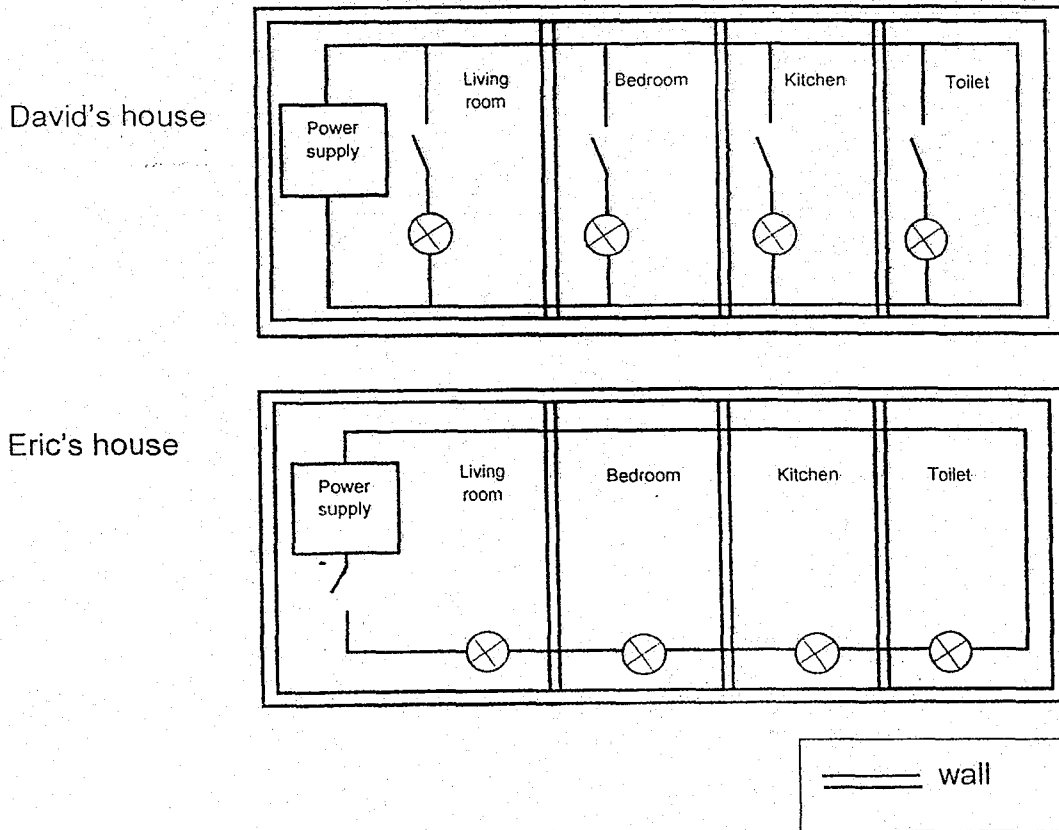 David's house
Power
supply
Living
room
Bedroom
Kitchen
Toilet
Eric's house
Power
supply
Living
room
Bedroom
Kitchen
Toilet
wall